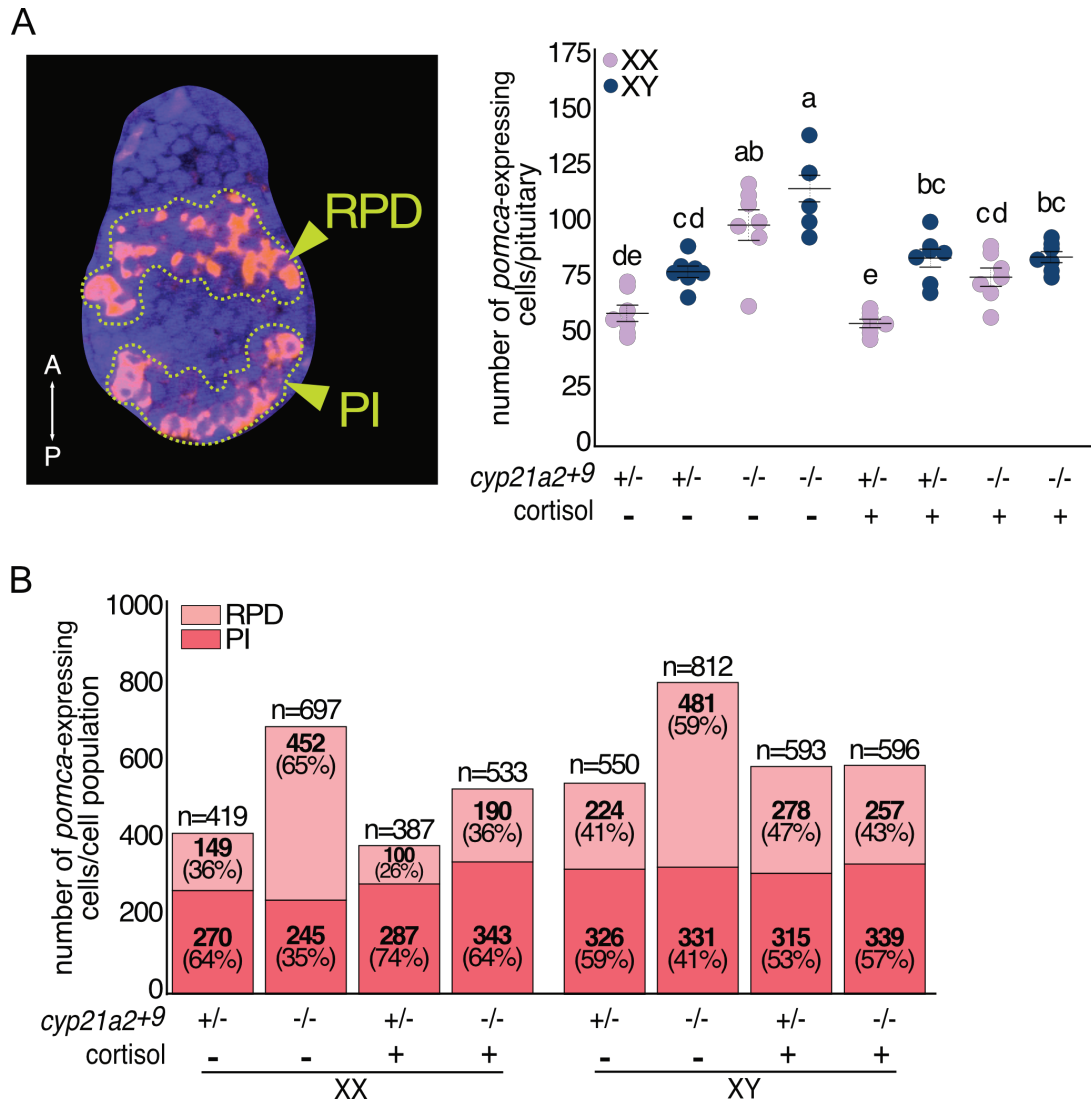 A
RPD
PI
A
P
number of pomca-expressing
cells/pituitary
175
150
125
100
75
50
25
0
XX
XY
de
cd
ab
a
e
bc
cd
bc
cyp21a2+9 +/- +/- -/- -/- +/- +/- -/- -/-
cortisol - - - - + + + +
B
number of pomca-expressing
cells/cell population
1000
800
600
400
200
0
RPD
PI
n=419
149
(36%)
270
(64%)
n=697
452
(65%)
245
(35%)
n=387
100
(26%)
287
(74%)
n=533
190
(36%)
343
(64%)
n=550
224
(41%)
326
(59%)
n=812
481
(59%)
331
(41%)
n=593
278
(47%)
315
(53%)
n=596
257
(43%)
339
(57%)
cyp21a2+9 +/- -/- +/- -/- +/- -/- +/- -/-
cortisol - - + + - - + +
XX XY